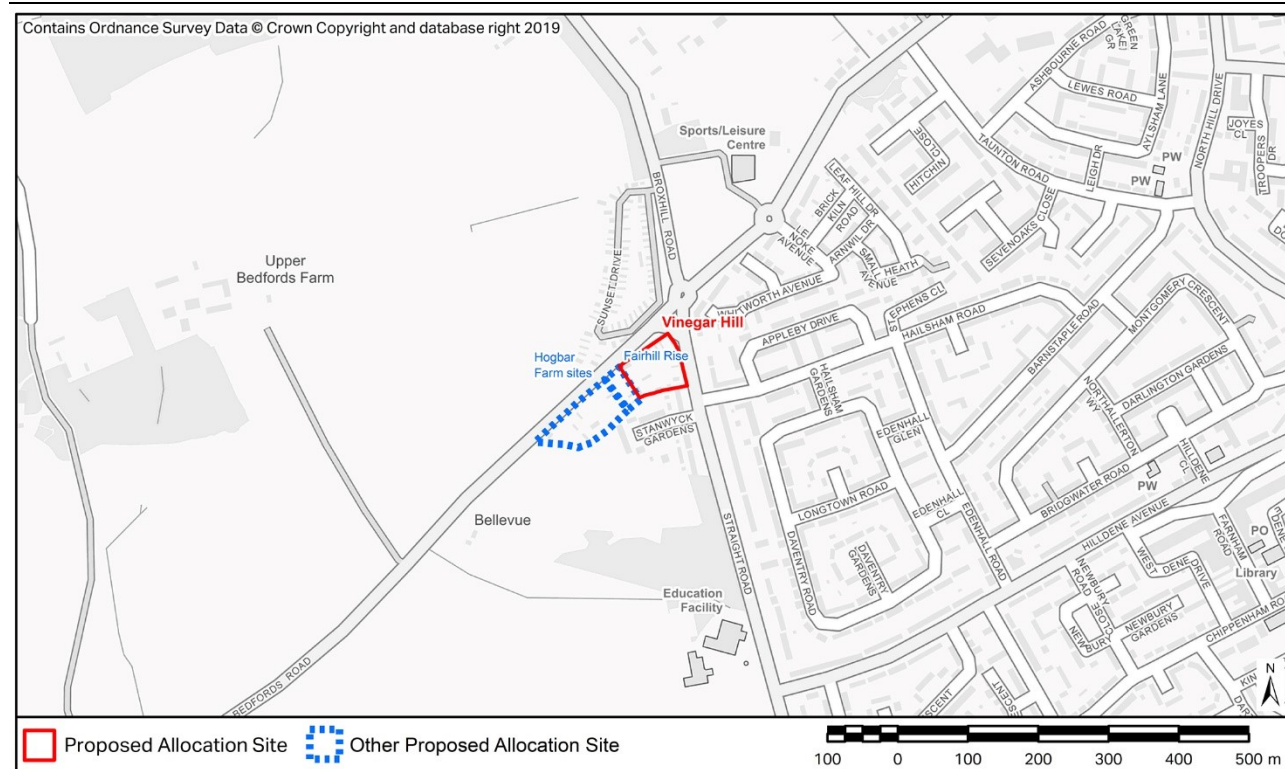 Contains Ordnance Survey Data © Crown Copyright and database right 2019
Sports/Leisure
Centre
BROXHILL ROAD
SUNSET DRIVE
Upper
Bedfords Farm
Vinegar Hill
Fairhill Rise
Hogbar
Farm sites
STANWYCK
GARDENS
Bellevue
BEDFORDS ROAD
STRAIGHT ROAD
Education
Facility
ASHBOURNE ROAD
GREEN
LAKE
GR
LEWES ROAD
AYLSHAM LANE
NORTH HILL DRIVE
JOYES
CL
TROOPERS
DR
TAUNTON ROAD
LEIGH DR
PW
PW
HITCHIN
CLOSE
LEAF HILL DR
BRICK
KILN
ROAD
NOKE
AVENUE
ARNWIL DR
SMALL
HEATH
AVENUE
SEVENOAKS CLOSE
WHITWORTH AVENUE
STEPHENS CL
APPLEBY DRIVE
HAILSHAM ROAD
HAILSHAM
GARDENS
BARNSTAPLE ROAD
MONTGOMERY CRESCENT
NORTHALLERTON
WY
DARLINGTON GARDENS
EDENHALL
GLEN
HILLDENE
CL
BRIDGWATER ROAD
PW
LONGTOWN ROAD
EDENHALL
CL
EDENHALL ROAD
DAVENTRY ROAD
DAVENTRY
GARDENS
HILLDENE AVENUE
FARNHAM
ROAD
PO
Library
WEST
DENE DRIVE
NEWBURY
ROAD
NEWBURY
CLOSE
NEWBURY
GARDENS
CHIPPENHAM RO
CRESCENT
N
Proposed Allocation Site
Other Proposed Allocation Site
100 0 100 200 300 400 500 m